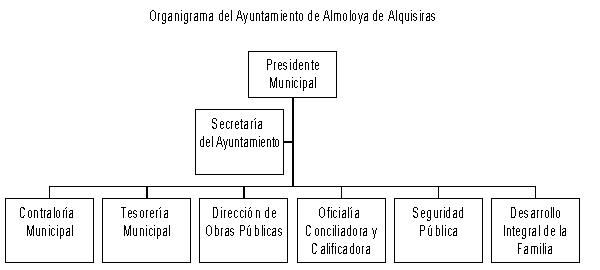 Organigrama del Ayuntamiento de Almoloya de Alquisiras
Presidente
Municipal
Secretaría
del Ayuntamiento
Contraloría
Municipal
Tesorería
Municipal
Dirección de
Obras Públicas
Oficialía
Conciliadora y
Calificadora
Seguridad
Pública
Desarrollo
Integral de la
Familia